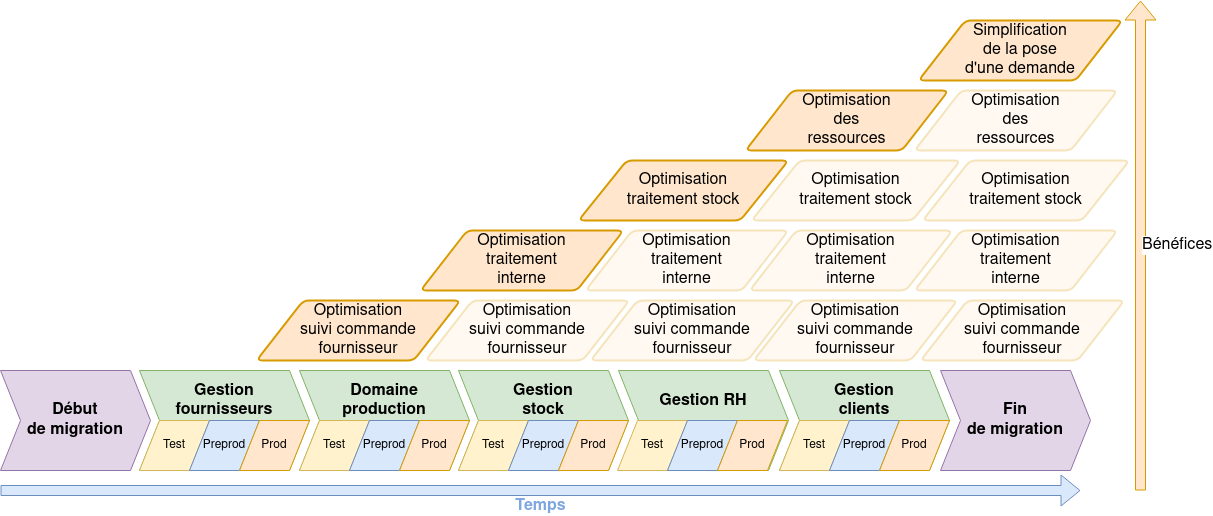 Simplification
de la pose
d'une demande
Optimisation
des
ressources
Optimisation
des
ressources
Optimisation
traitement stock
Optimisation
traitement stock
Optimisation
traitement stock
Optimisation
traitement
interne
Optimisation
traitement
interne
Optimisation
traitement
interne
Optimisation
traitement
interne
Bénéfices
Optimisation
suivi commande
fournisseur
Optimisation
suivi commande
fournisseur
Optimisation
suivi commande
fournisseur
Optimisation
suivi commande
fournisseur
Optimisation
suivi commande
fournisseur
Début
de migration
Gestion
fournisseurs
Test
Preprod
Prod
Domaine
production
Test
Preprod
Prod
Gestion
stock
Test
Preprod
Prod
Gestion RH
Test
Preprod
Prod
Gestion
clients
Test
Preprod
Prod
Fin
de migration
Temps